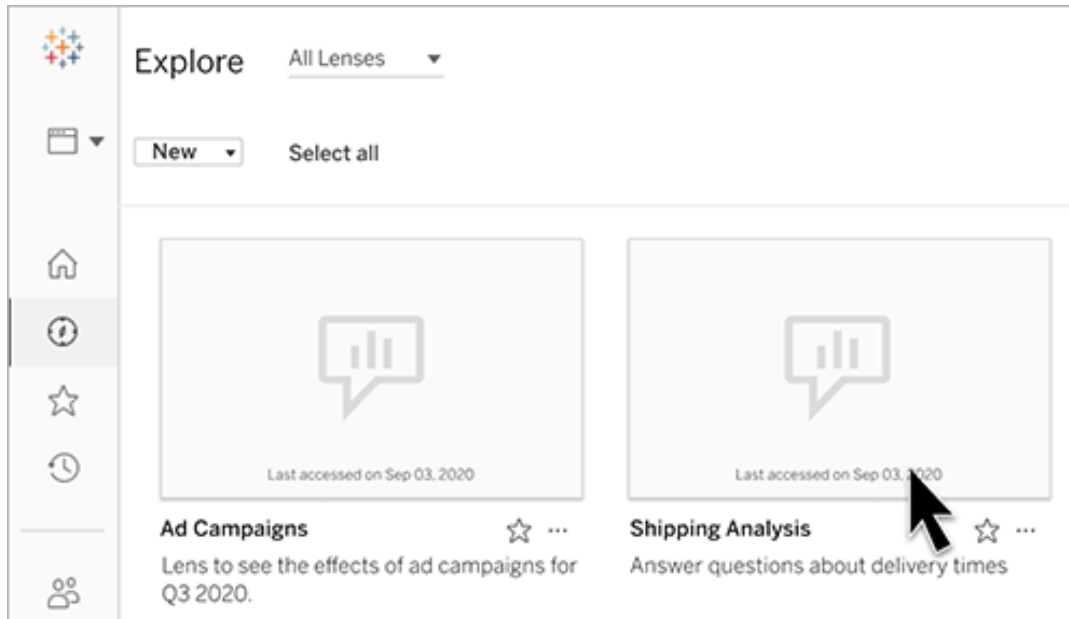 Explore
All Lenses
New
Select all
Last accessed on Sep 03, 2020
Last accessed on Sep 03, 2020
Ad Campaigns
...
Shipping Analysis
...
Lens to see the effects of ad campaigns for
Q3 2020.
Answer questions about delivery times